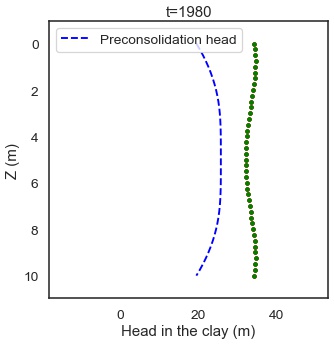 t=1980
Preconsolidation head
0
2
4
6
8
10
Z (m)
0 20 40
Head in the clay (m)